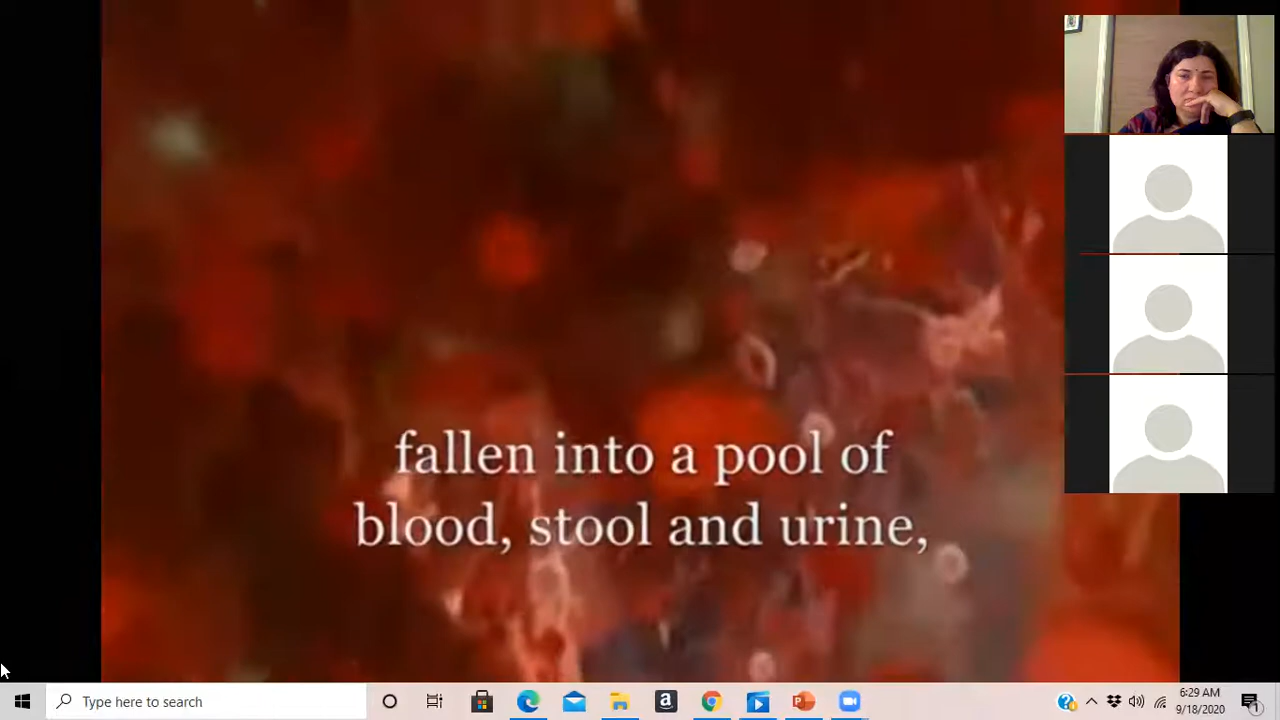 fallen into a pool of
blood, stool and urine,
Type here to search
6:29 AM
9/18/2020